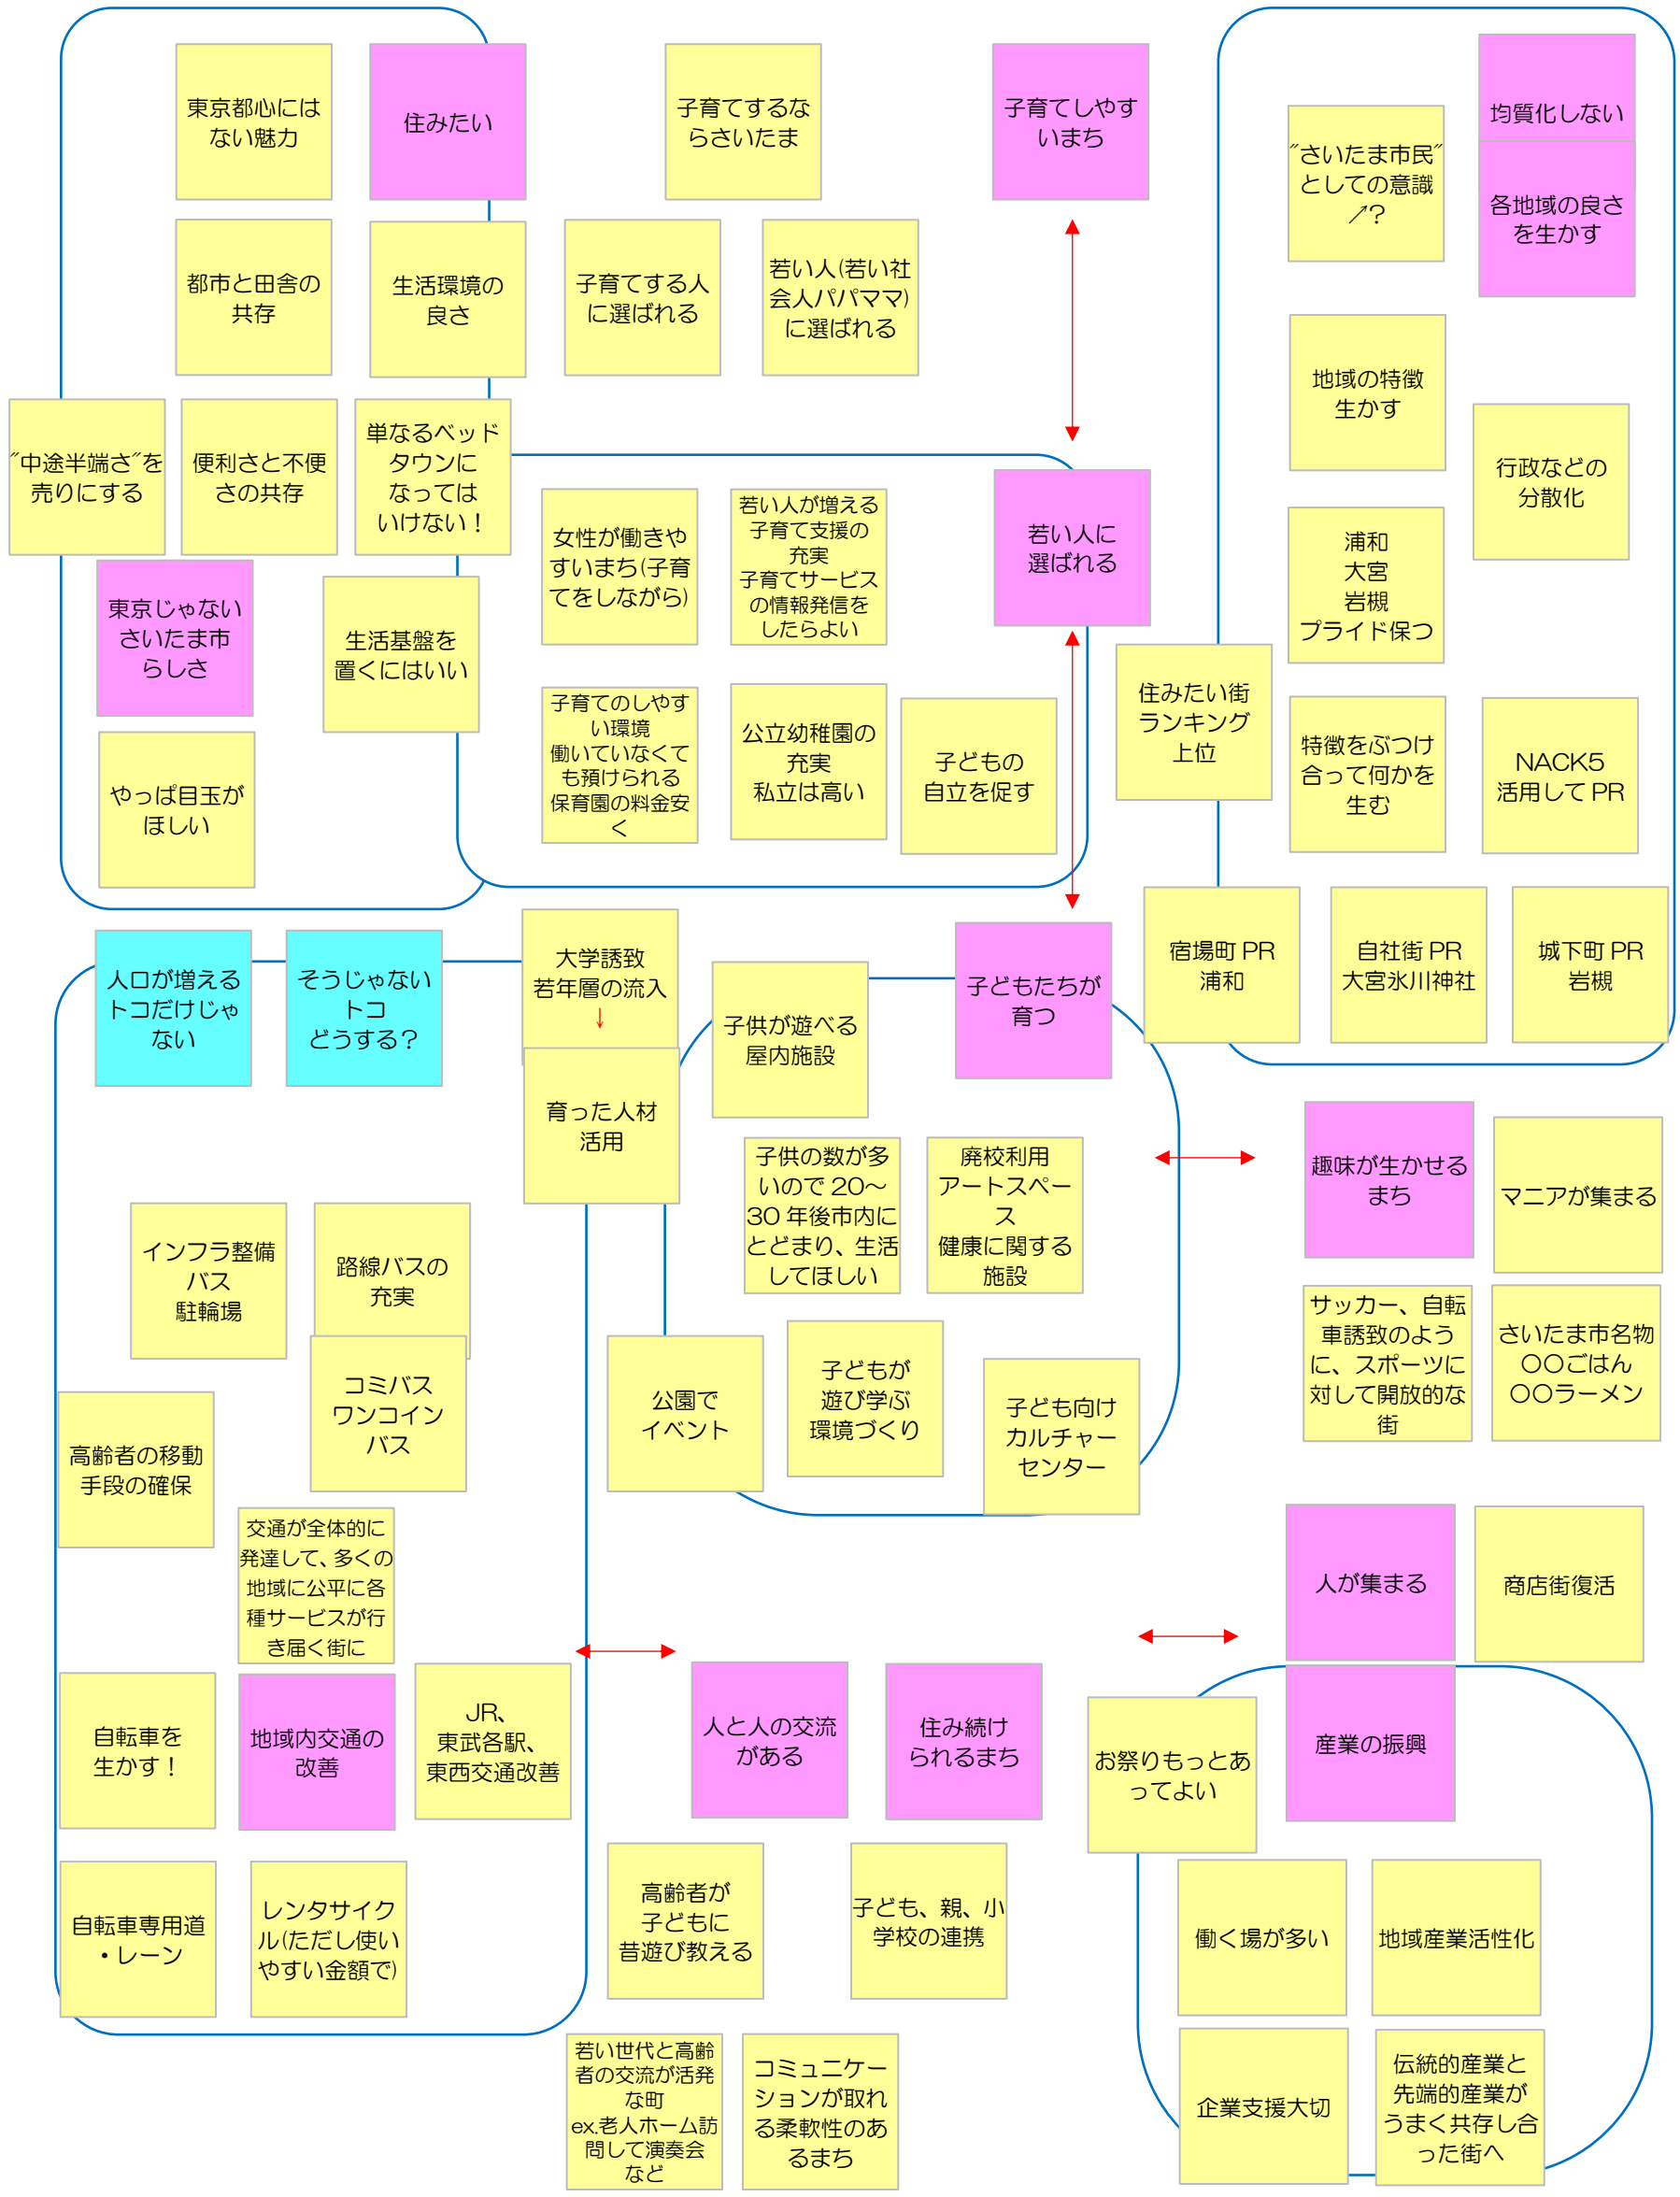 東京都心には
ない魅力
住みたい
子育てするな
らさいたま
子育てしやす
いまち
均質化しない
"さいたま市民"
としての意識
↗?
各地域の良さ
を生かす
都市と田舎の
共存
生活環境の
良さ
子育てする人
に選ばれる
若い人(若い社
会人パパママ)
に選ばれる
地域の特徴
生かす
行政などの
分散化
"中途半端さ"を
売りにする
便利さと不便
さの共存
単なるベッド
タウンに
なっては
いけない！
女性が働きや
すいまち(子育
てをしながら)
若い人が増える
子育て支援の
充実
子育てサービス
の情報発信を
したらよい
若い人に
選ばれる
浦和
大宮
岩槻
プライド保つ
東京じゃない
さいたま市
らしさ
生活基盤を
置くにはいい
住みたい街
ランキング
上位
子育てのしやす
い環境
働いていなくて
も預けられる
保育園の料金安
く
公立幼稚園の
充実
私立は高い
子どもの
自立を促す
特徴をぶつけ
合って何かを
生む
NACK5
活用して PR
やっぱ目玉が
ほしい
宿場町 PR
浦和
自社街 PR
大宮氷川神社
城下町 PR
岩槻
人口が増える
トコだけじゃ
ない
そうじゃない
トコ
どうする？
大学誘致
若年層の流入
↓
育った人材
活用
子供が遊べる
屋内施設
子どもたちが
育つ
子供の数が多
いので 20～
30 年後市内に
とどまり、生活
してほしい
廃校利用
アートスペー
ス
健康に関する
施設
趣味が生かせる
まち
マニアが集まる
インフラ整備
バス
駐輪場
路線バスの
充実
コミバス
ワンコイン
バス
公園で
イベント
子どもが
遊び学ぶ
環境づくり
子ども向け
カルチャー
センター
サッカー、自転
車誘致のよう
に、スポーツに
対して開放的な
街
さいたま市名物
〇〇ごはん
〇〇ラーメン
高齢者の移動
手段の確保
交通が全体的に
発達して、多くの
地域に公平に各
種サービスが行
き届く街に
人が集まる
商店街復活
自転車を
生かす！
地域内交通の
改善
JR、
東武各駅、
東西交通改善
人と人の交流
がある
住み続け
られるまち
お祭りもっとあ
ってよい
産業の振興
自転車専用道
・レーン
レンタサイク
ル(ただし使い
やすい金額で)
高齢者が
子どもに
昔遊び教える
子ども、親、小
学校の連携
働く場が多い
地域産業活性化
若い世代と高齢
者の交流が活発
な町
ex.老人ホーム訪
問して演奏会
など
コミュニケー
ションが取れ
る柔軟性のあ
るまち
企業支援大切
伝統的産業と
先端的産業が
うまく共存し合
った街へ